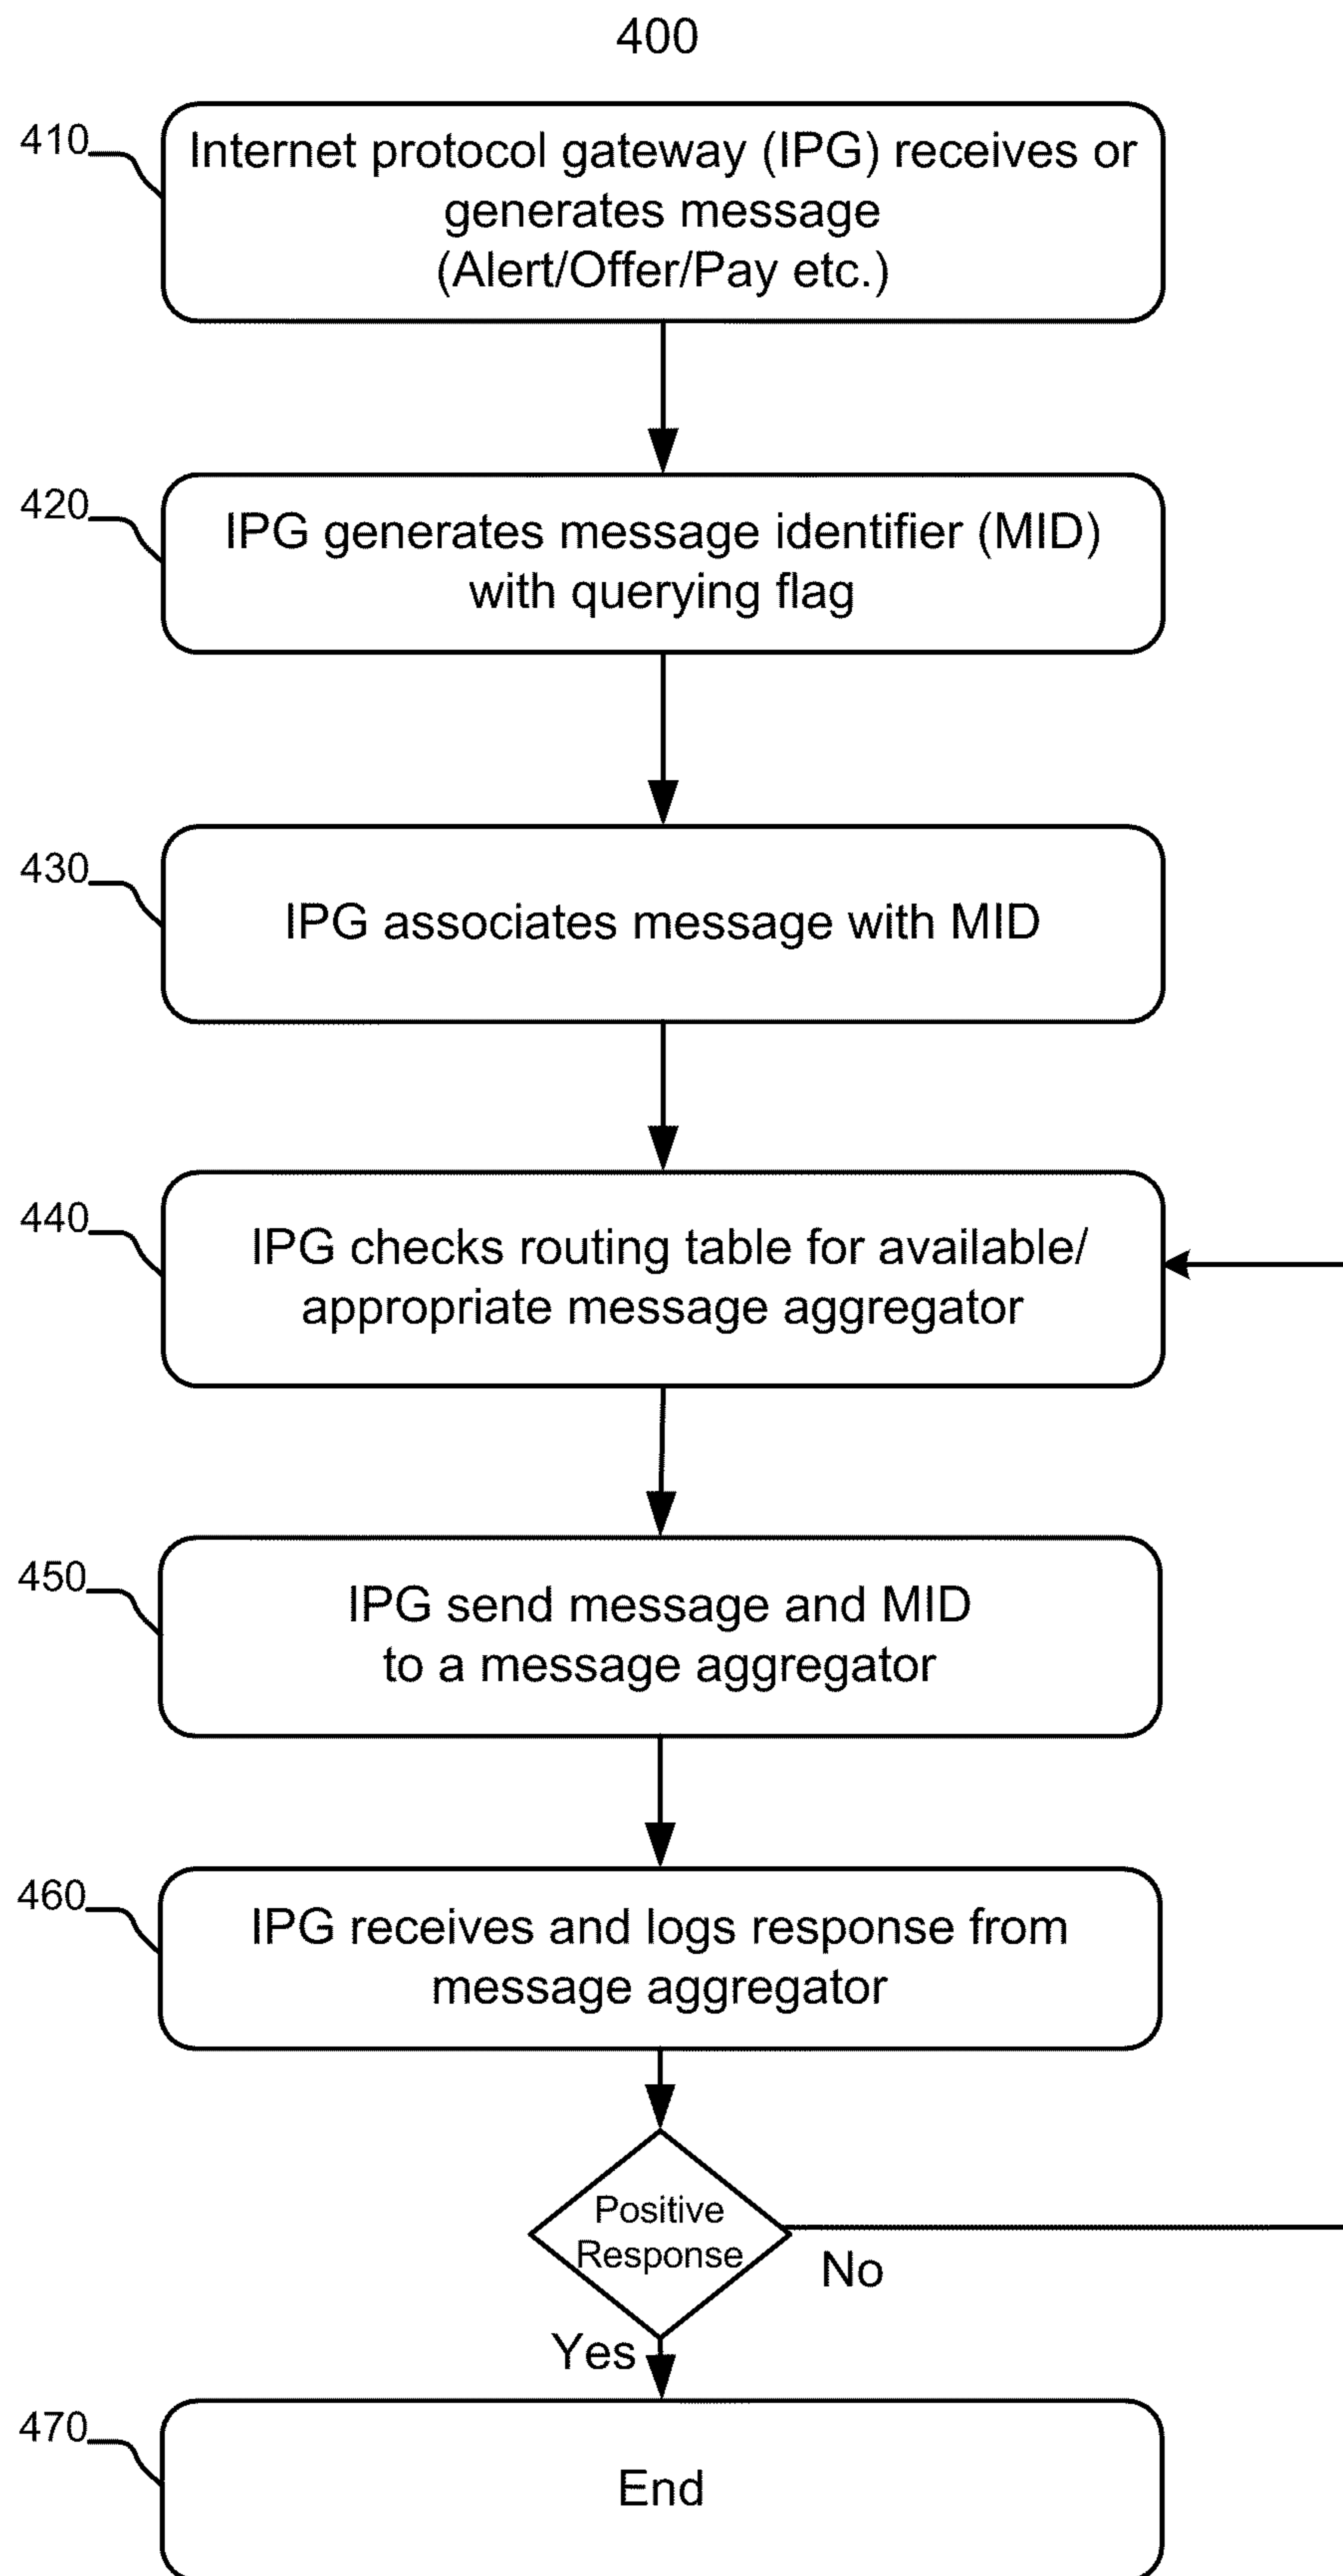 400
410
Internet protocol gateway (IPG) receives or
generates message
(Alert/Offer/Pay etc.)
420
IPG generates message identifier (MID)
with querying flag
430
IPG associates message with MID
440
IPG checks routing table for available/
appropriate message aggregator
450
IPG send message and MID
to a message aggregator
460
IPG receives and logs response from
message aggregator
Positive
Response
No
Yes
470
End